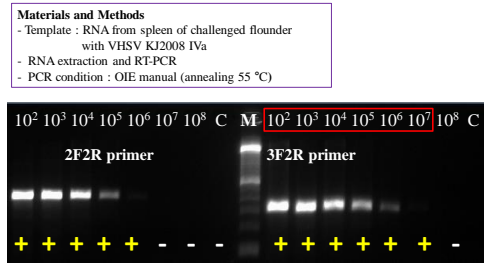 Materials and Methods
- Template : RNA from spleen of challenged flounder
with VHSV KJ2008 IVa
- RNA extraction and RT-PCR
- PCR condition : OIE manual (annealing 55 °C)
10² 10³ 10⁴ 10⁵ 10⁶ 10⁷ 10⁸ C M 10² 10³ 10⁴ 10⁵ 10⁶ 10⁷ 10⁸ C
2F2R primer 3F2R primer
+ + + + + - - - + + + + + + -